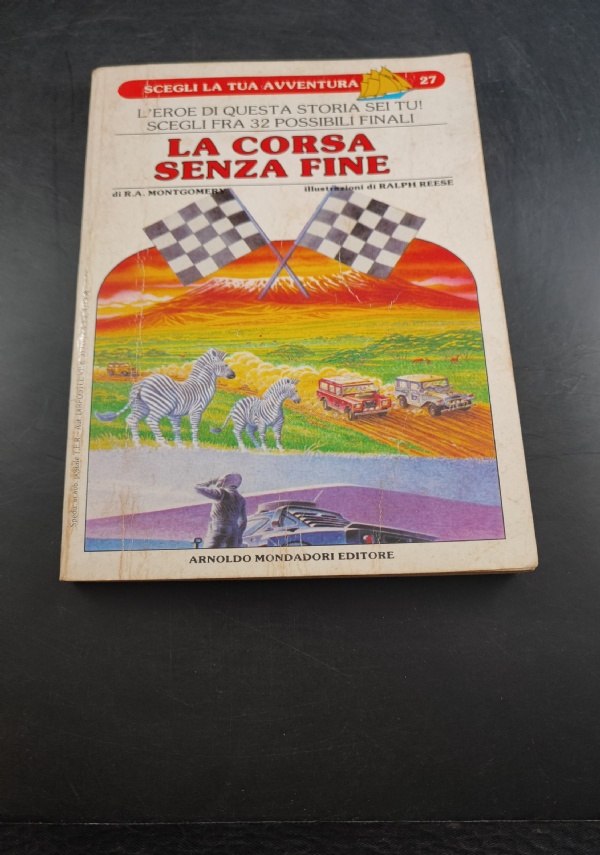 SCEGLI LA TUA AVVENTURA 27
L'EROE DI QUESTA STORIA SEI TU!
SCEGLI FRA 32 POSSIBILI FINALI
LA CORSA
SENZA FINE
di R.A. MONTGOMERY
illustrazioni di RALPH REESE
ARNOLDO MONDADORI EDITORE